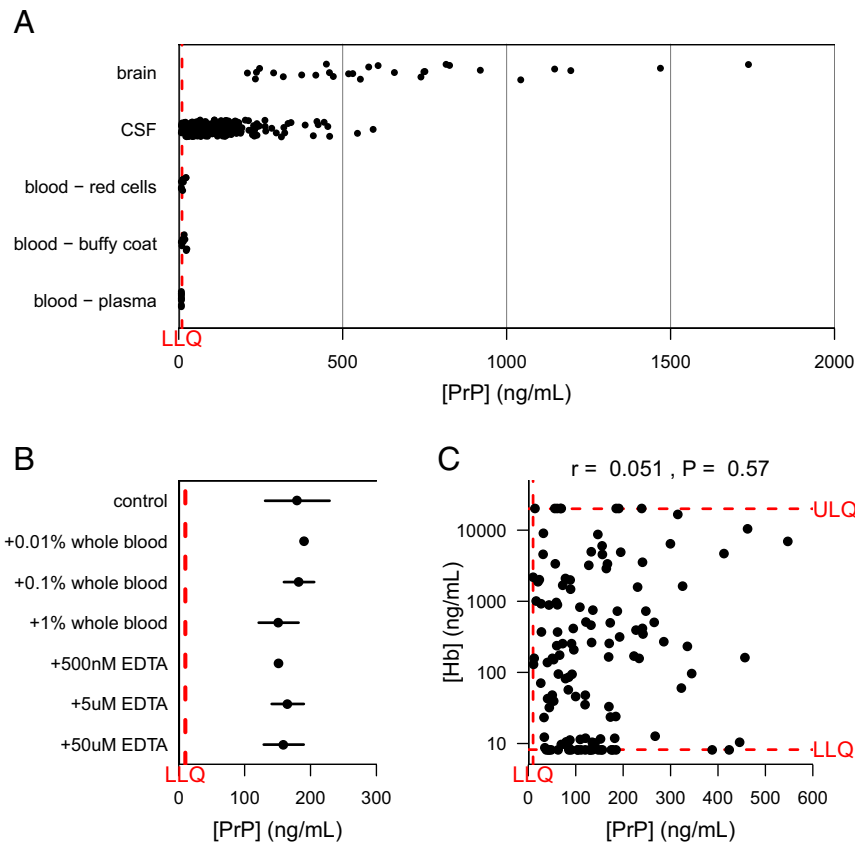 A
brain
CSF
blood − red cells
blood − buffy coat
blood − plasma
LLQ
0 500 1000 1500 2000
[PrP] (ng/mL)
B
control
+0.01% whole blood
+0.1% whole blood
+1% whole blood
+500nM EDTA
+5uM EDTA
+50uM EDTA
LLQ
0 100 200 300
[PrP] (ng/mL)
C
r = 0.051 , P = 0.57
ULQ
10000
1000
100
10
[Hb] (ng/mL)
LLQ
LLQ
0 100 200 300 400 500 600
[PrP] (ng/mL)